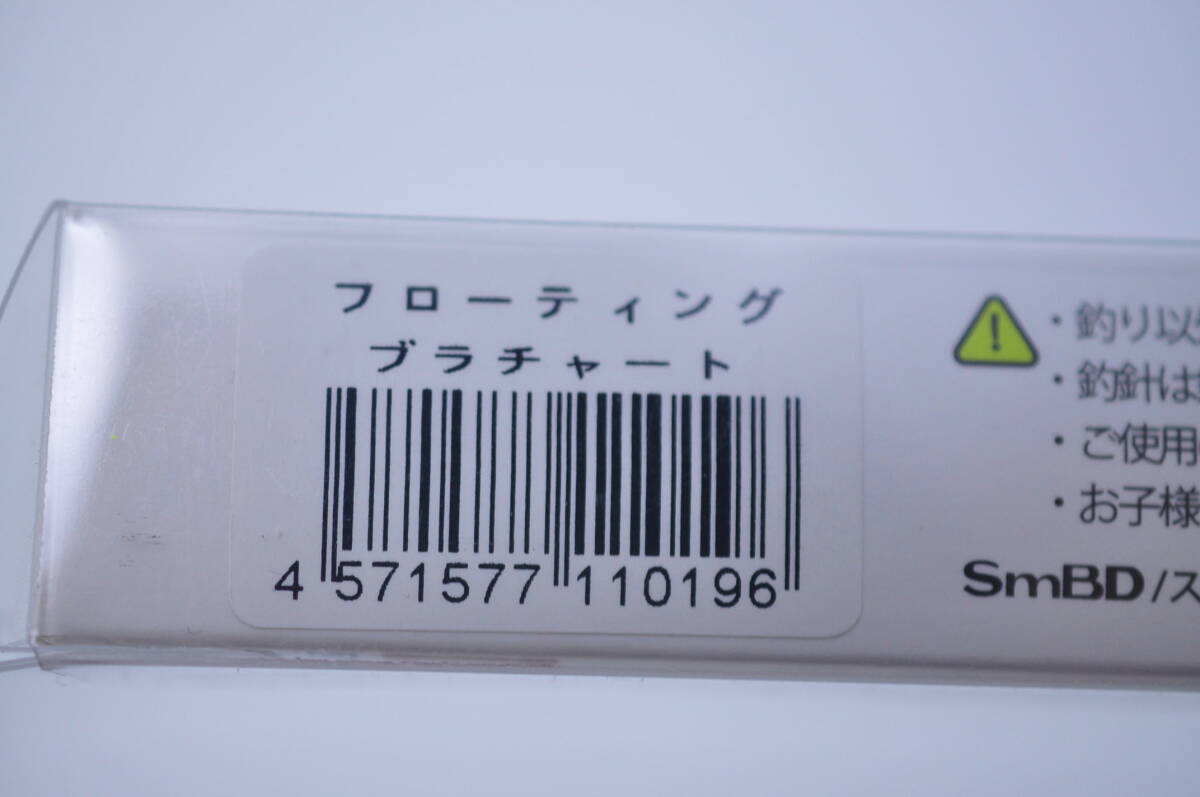 フローティング
ブラチャート
4 571577 110196
・釣り以
・釣針は
・ご使用
・お子様
SmBD/ス